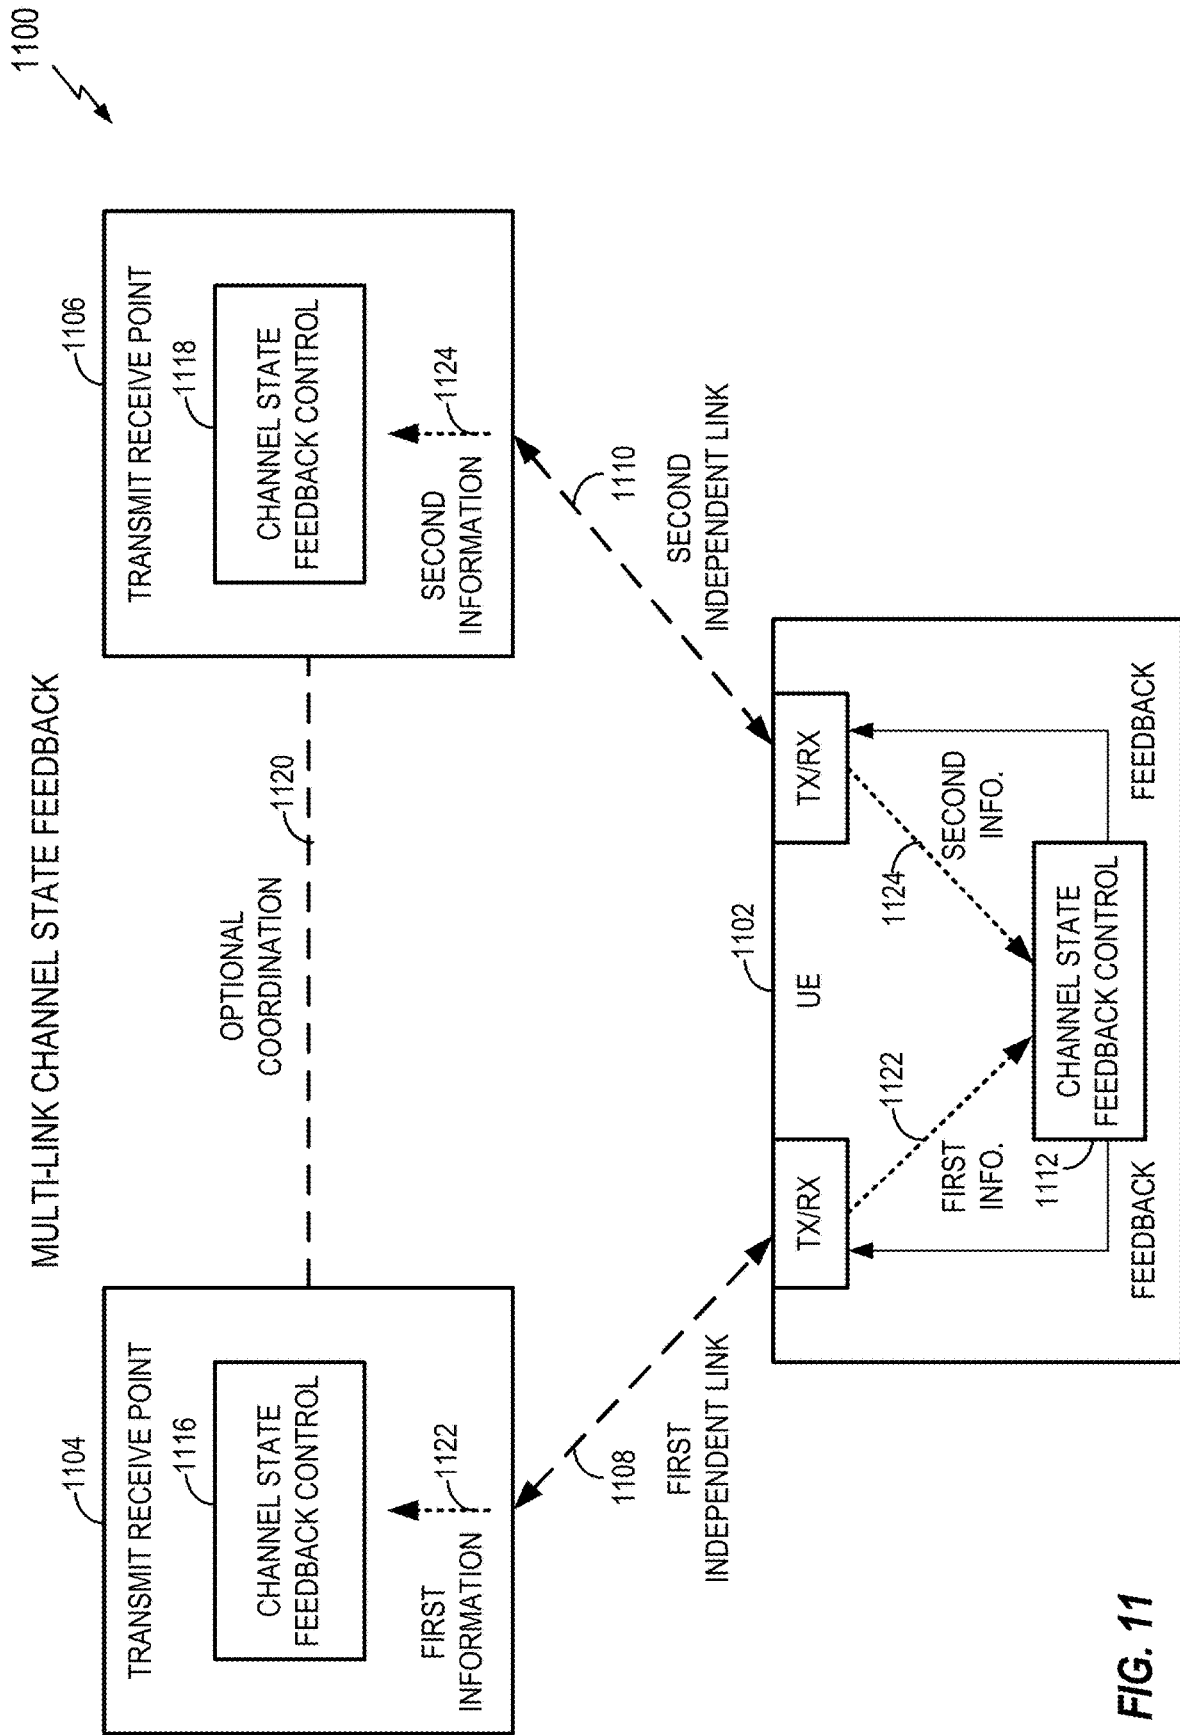 MULTI-LINK CHANNEL STATE FEEDBACK
1100
1104
TRANSMIT RECEIVE POINT
1116
CHANNEL STATE
FEEDBACK CONTROL
FIRST
INFORMATION
1122
OPTIONAL
COORDINATION
1120
1106
TRANSMIT RECEIVE POINT
1118
CHANNEL STATE
FEEDBACK CONTROL
SECOND
INFORMATION
1124
1108
FIRST
INDEPENDENT LINK
1110
SECOND
INDEPENDENT LINK
1102
TX/RX
UE
TX/RX
FIRST
INFO.
1122
1124
SECOND
INFO.
1112
CHANNEL STATE
FEEDBACK CONTROL
FEEDBACK
FEEDBACK
FIG. 11